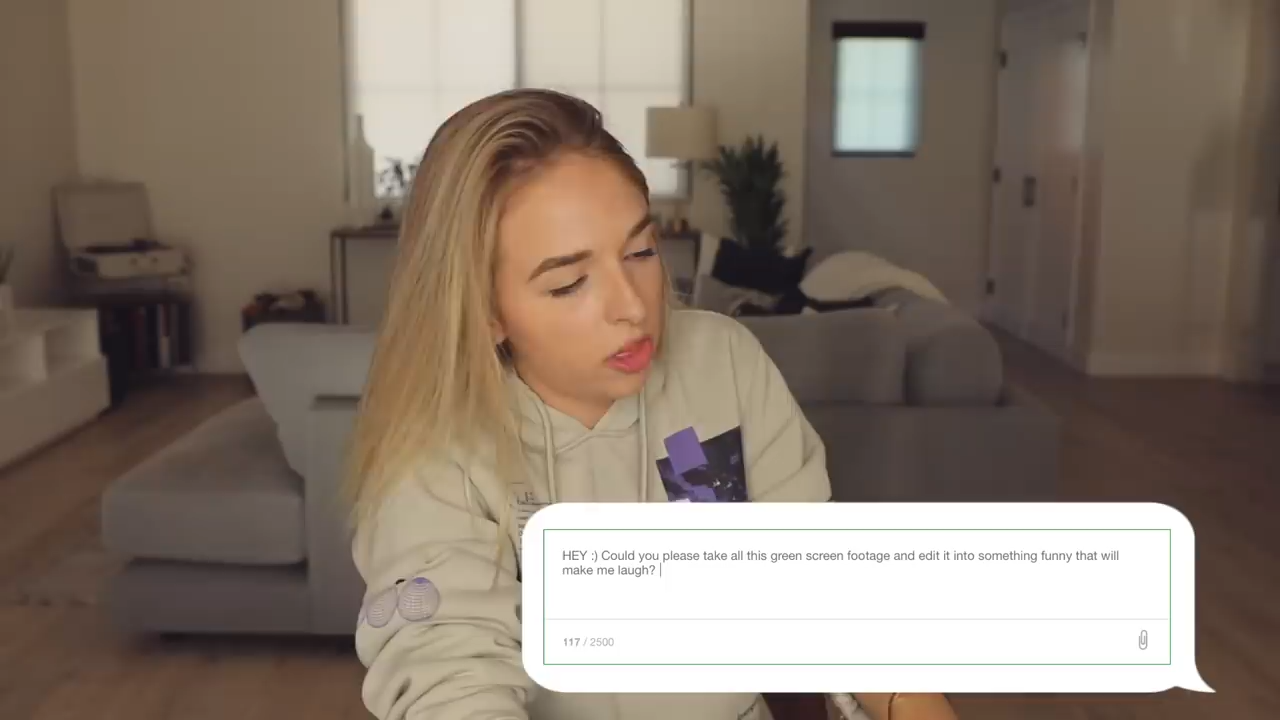 HEY :) Could you please take all this green screen footage and edit it into something funny that will
make me laugh?
117 / 2500